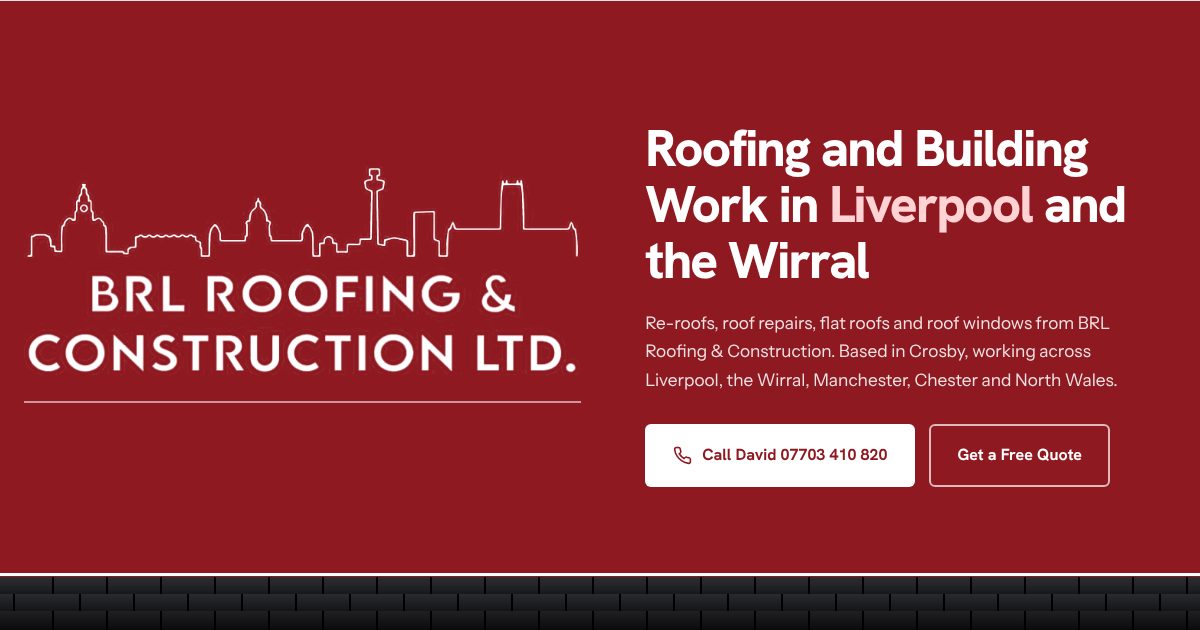 BRL ROOFING &
CONSTRUCTION LTD.
Roofing and Building
Work in Liverpool and
the Wirral
Re-roofs, roof repairs, flat roofs and roof windows from BRL
Roofing & Construction. Based in Crosby, working across
Liverpool, the Wirral, Manchester, Chester and North Wales.
Call David 07703 410 820
Get a Free Quote